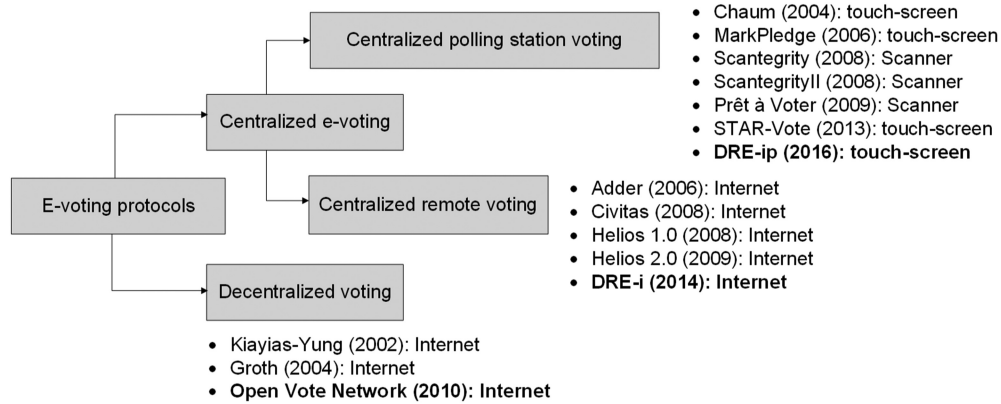 Centralized polling station voting
• Chaum (2004): touch-screen
• MarkPledge (2006): touch-screen
• Scantegrity (2008): Scanner
• ScantegrityII (2008): Scanner
• Prêt à Voter (2009): Scanner
• STAR-Vote (2013): touch-screen
• DRE-ip (2016): touch-screen
Centralized e-voting
E-voting protocols
Centralized remote voting
• Adder (2006): Internet
• Civitas (2008): Internet
• Helios 1.0 (2008): Internet
• Helios 2.0 (2009): Internet
• DRE-i (2014): Internet
Decentralized voting
• Kiayias-Yung (2002): Internet
• Groth (2004): Internet
• Open Vote Network (2010): Internet